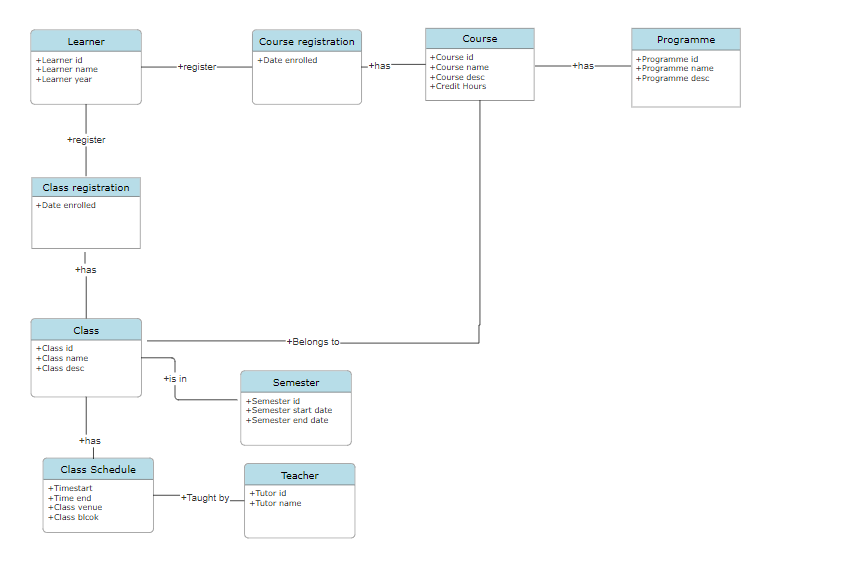 Learner
+Learner id
+Learner name
+Learner year
+register
Course registration
+Date enrolled
+has
Course
+Course id
+Course name
+Course desc
+Credit Hours
+has
Programme
+Programme id
+Programme name
+Programme desc
+register
Class registration
+Date enrolled
+has
Class
+Class id
+Class name
+Class desc
+Belongs to
+is in
Semester
+Semester id
+Semester start date
+Semester end date
+has
Class Schedule
+Timestart
+Time end
+Class venue
+Class blcok
+Taught by
Teacher
+Tutor id
+Tutor name